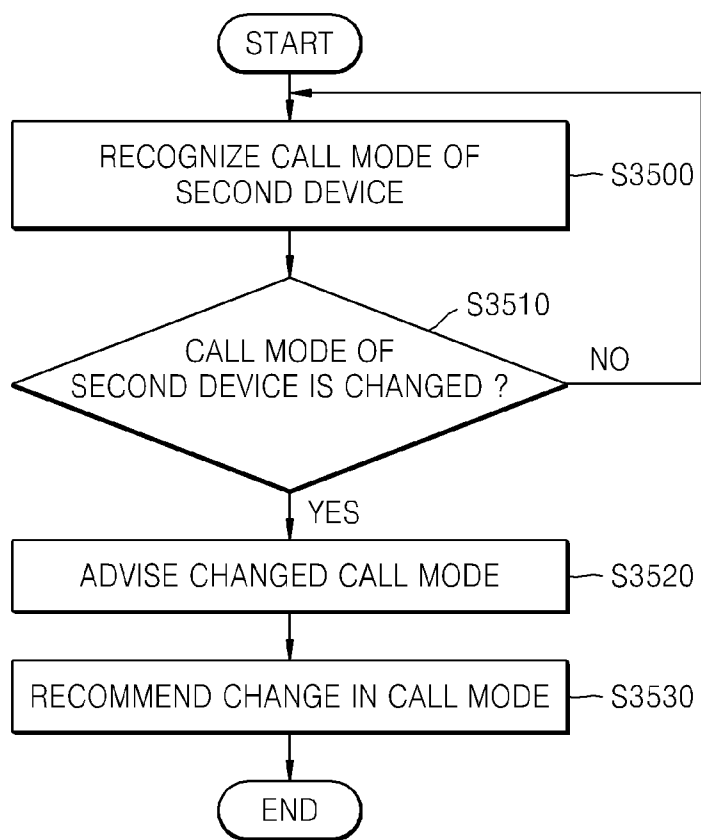 START
RECOGNIZE CALL MODE OF
SECOND DEVICE
S3500
S3510
CALL MODE OF
SECOND DEVICE IS CHANGED ?
NO
YES
ADVISE CHANGED CALL MODE
S3520
RECOMMEND CHANGE IN CALL MODE
S3530
END